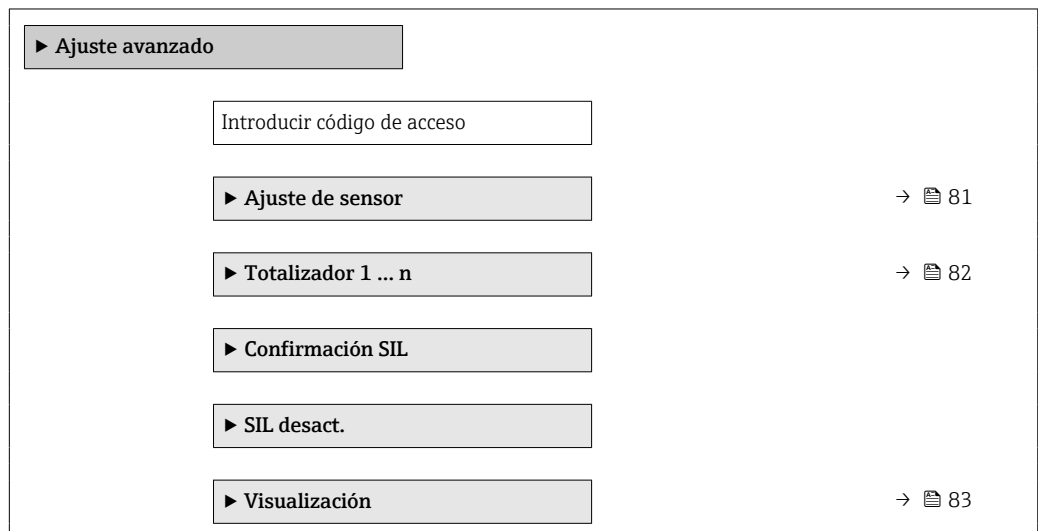 ▶ Ajuste avanzado
Introducir código de acceso
▶ Ajuste de sensor → 81
▶ Totalizador 1 ... n → 82
▶ Confirmación SIL
▶ SIL desact.
▶ Visualización → 83